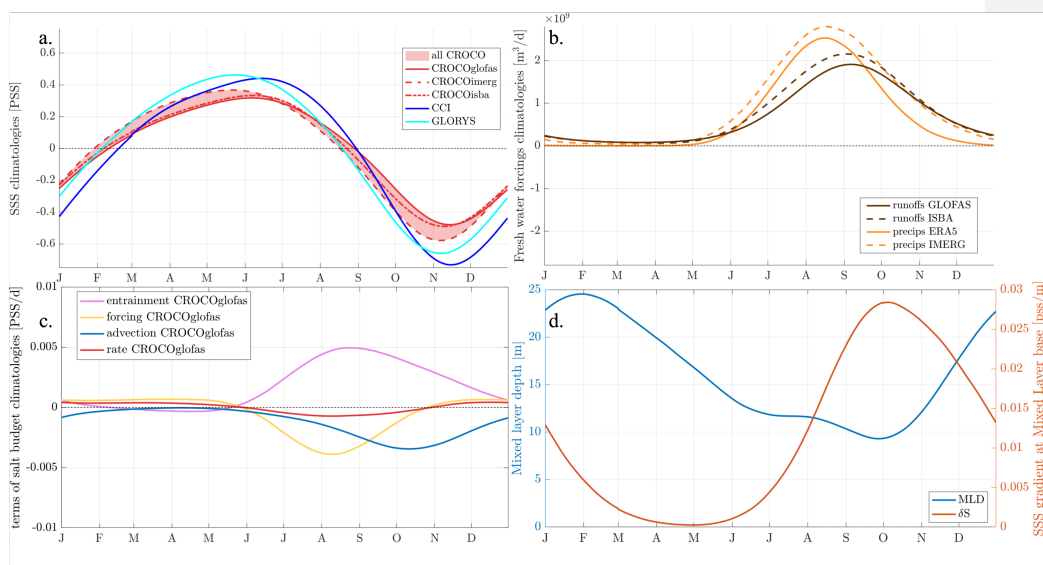 a.
SSS climatologies [PSS]
0.6
0.4
0.2
0
-0.2
-0.4
-0.6
J F M A M J J A S O N D
all CROCO
CROCOglofas
CROCOimerg
CROCOisba
CCI
GLORYS
b.
×10⁹
Fresh water forcings climatologies [m³/d]
2
1
0
-1
-2
J F M A M J J A S O N D
runoffs GLOFAS
runoffs ISBA
precips ERA5
precips IMERG
c.
terms of salt budget climatologies [PSS/d]
0.01
0.005
0
-0.005
-0.01
J F M A M J J A S O N D
entrainment CROCOglofas
forcing CROCOglofas
advection CROCOglofas
rate CROCOglofas
d.
Mixed layer depth [m]
25
20
15
10
5
0
J F M A M J J A S O N D
0.03
0.025
0.02
0.015
0.01
0.005
0
SSS gradient at Mixed Layer base [pss/m]
MLD
δS